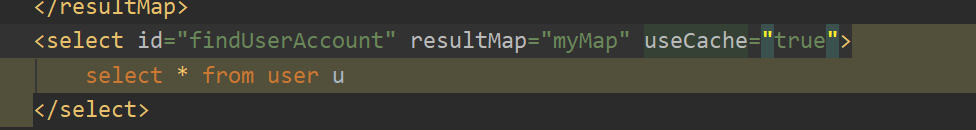 </resultMap>
<select id="findUserAccount" resultMap="myMap" useCache="true">
select * from user u
</select>